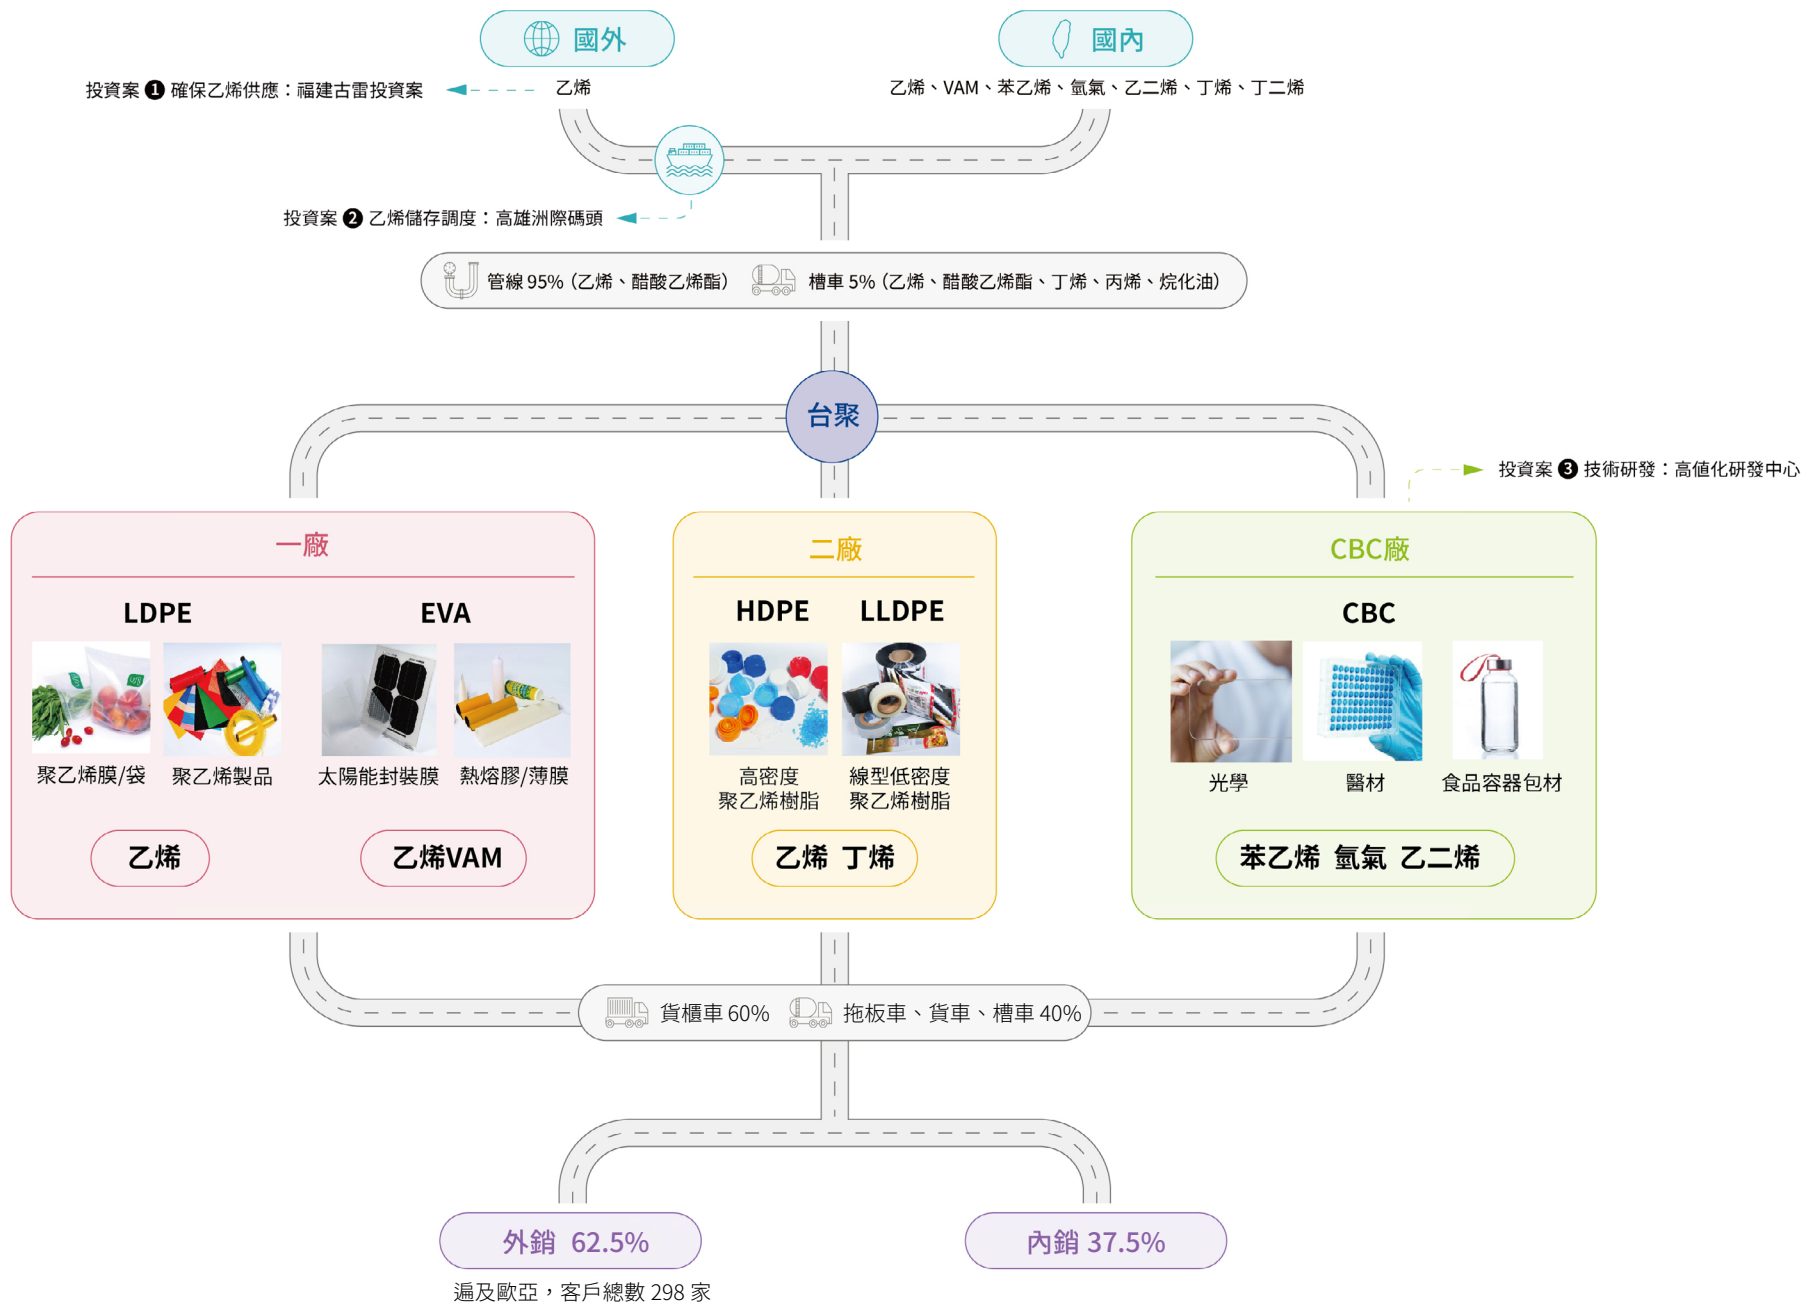 國外
國內
投資案 1 確保乙烯供應：福建古雷投資案
乙烯
乙烯、VAM、苯乙烯、氫氣、乙二烯、丁烯、丁二烯
投資案 2 乙烯儲存調度：高雄洲際碼頭
管線 95%（乙烯、醋酸乙烯酯）
槽車 5%（乙烯、醋酸乙烯酯、丁烯、丙烯、烷化油）
台聚
投資案 3 技術研發：高值化研發中心
一廠
LDPE
EVA
聚乙烯膜/袋
聚乙烯製品
太陽能封裝膜
熱熔膠/薄膜
乙烯
乙烯VAM
二廠
HDPE
LLDPE
高密度
聚乙烯樹脂
線型低密度
聚乙烯樹脂
乙烯 丁烯
CBC廠
CBC
光學
醫材
食品容器包材
苯乙烯 氫氣 乙二烯
貨櫃車 60%
拖板車、貨車、槽車 40%
外銷 62.5%
內銷 37.5%
遍及歐亞，客戶總數 298 家